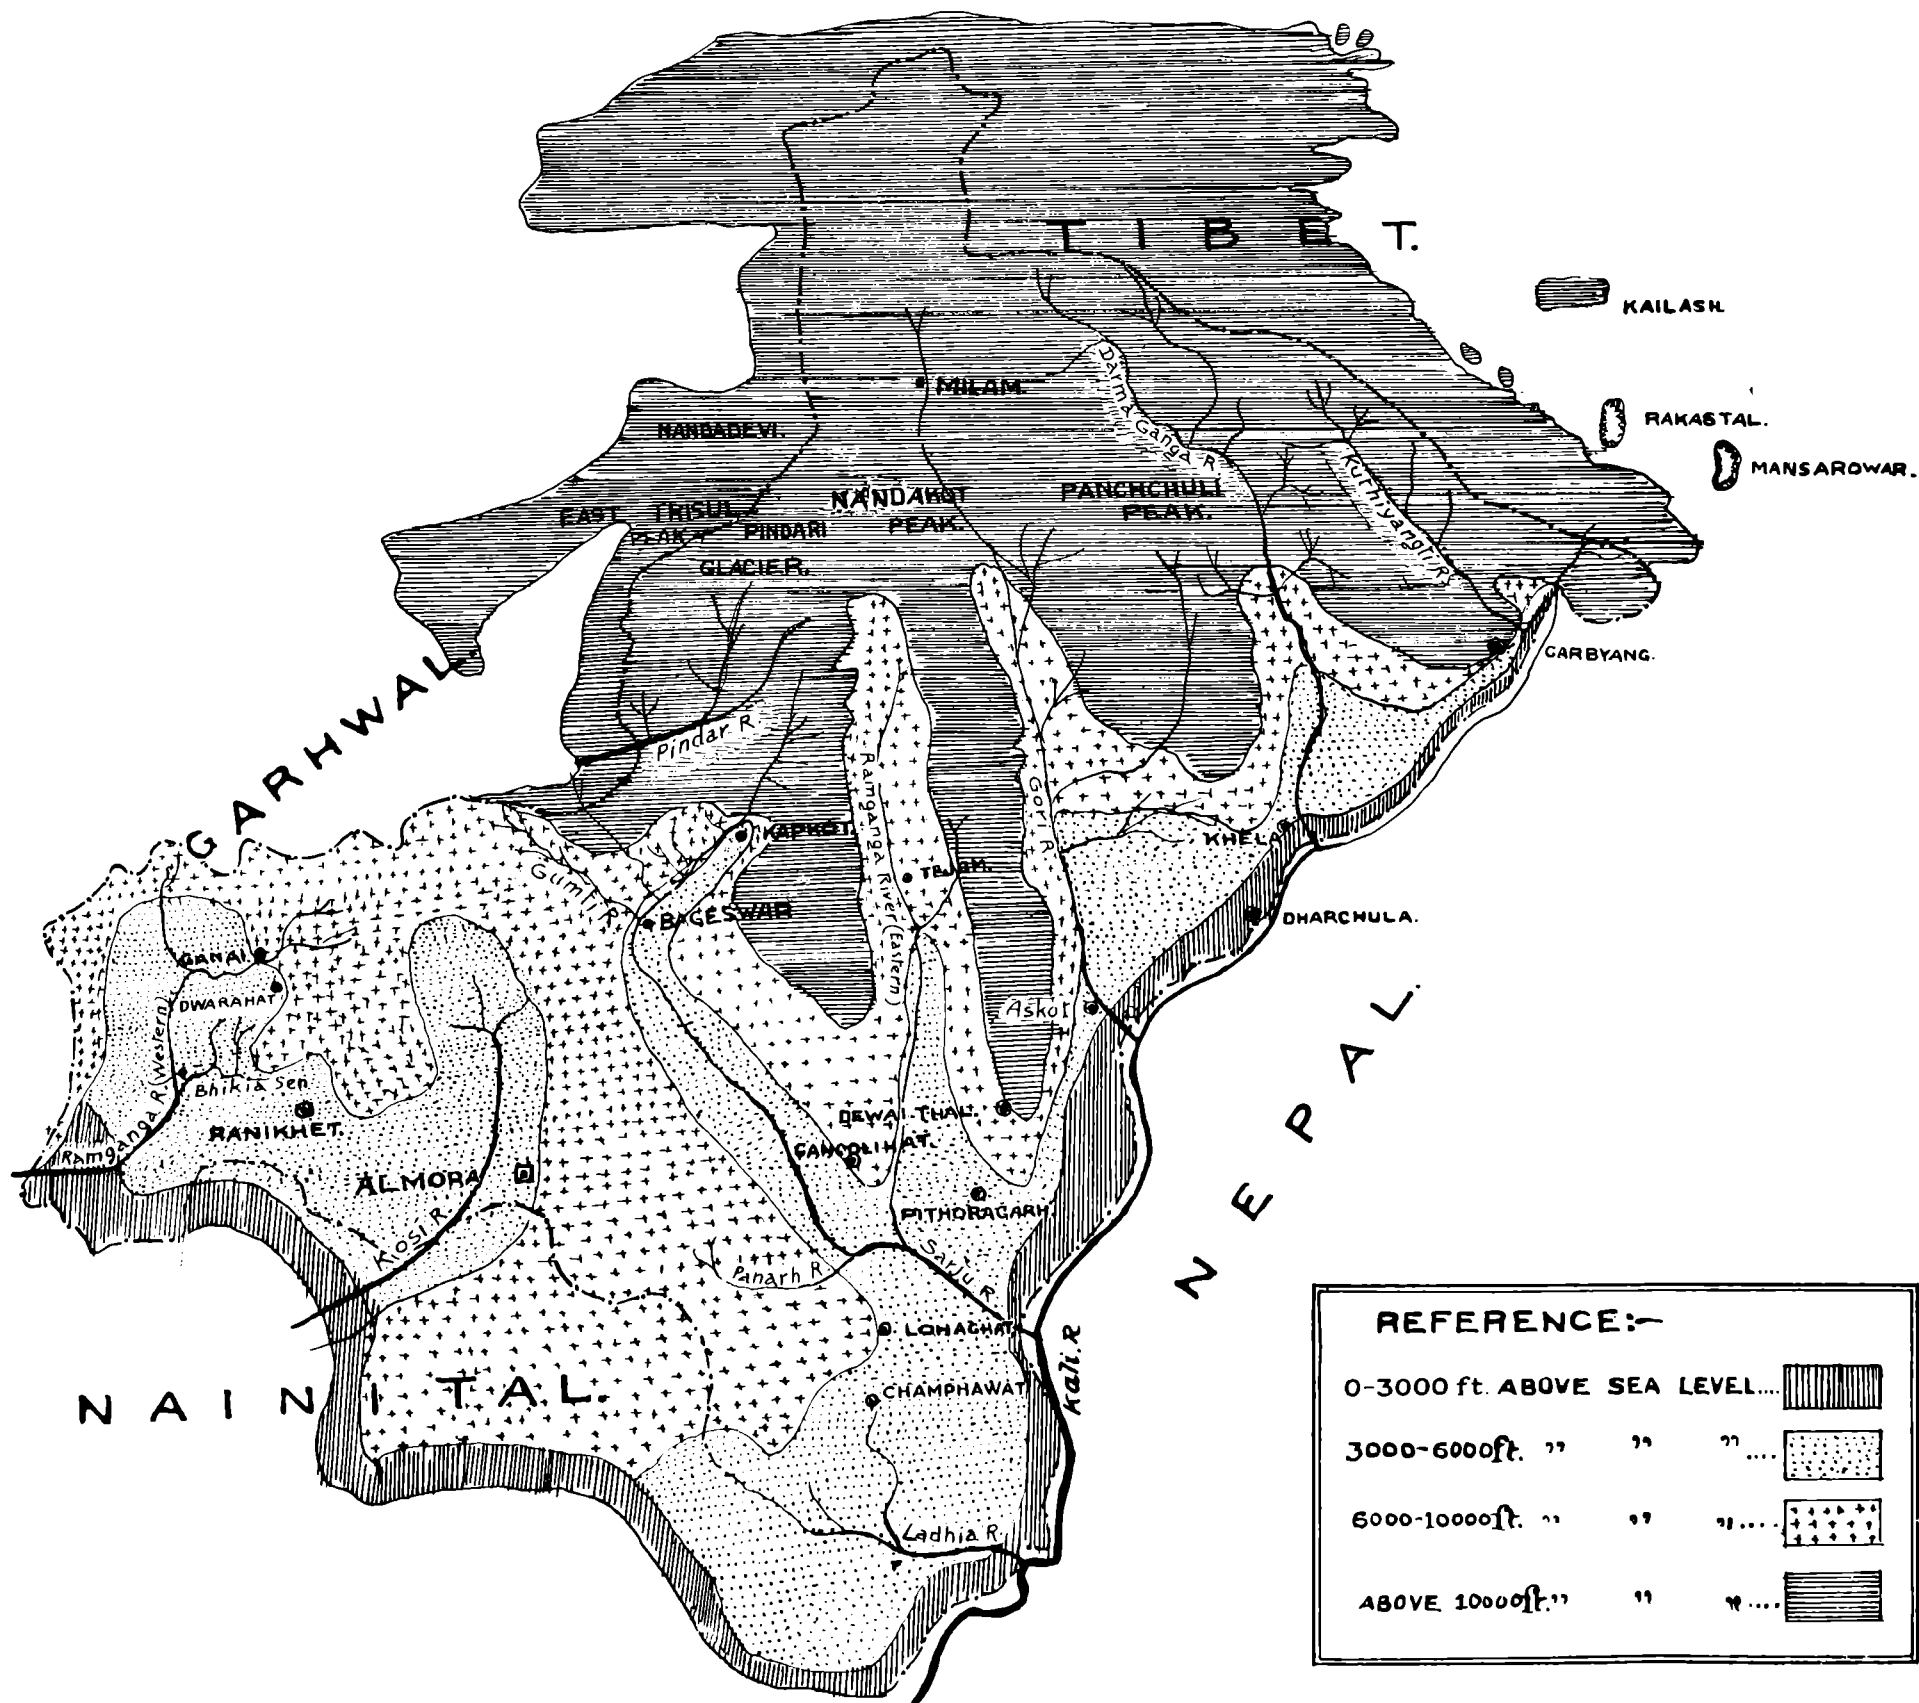 TIBET.
KAILASH
RAKASTAL.
MANSAROWAR.
MILAM.
Darma Ganga R
NANDADEVI.
Kuthiyangti R
NANDAKOT
PEAK.
PANCHCHULI
PEAK.
EAST TRISUL
PEAK
PINDARI
GLACIER.
GARBYANG.
GARHWAL.
Pindar R.
Ramganga River (Eastern)
Gori R.
KAPKOT.
KHELA
Gumti R
TEJAM.
BAGESWAR
DHARCHULA.
GANAI.
DWARAHAT
Askot
NEPAL.
Ramganga R (Western)
Bhikia Sen
RANIKHET.
DEWAL THAL.
GANGOLIHAT.
ALMORA
PITHORAGARH.
Kosi R.
Panarh R
Sarju R
LOHAGHAT
Kali. R
CHAMPHAWAT
NAINI TAL.
Ladhia R.
REFERENCE:-
0-3000 ft. ABOVE SEA LEVEL....
3000-6000ft. " " " ....
6000-10000ft. " " " ....
ABOVE 10000ft. " " " ....